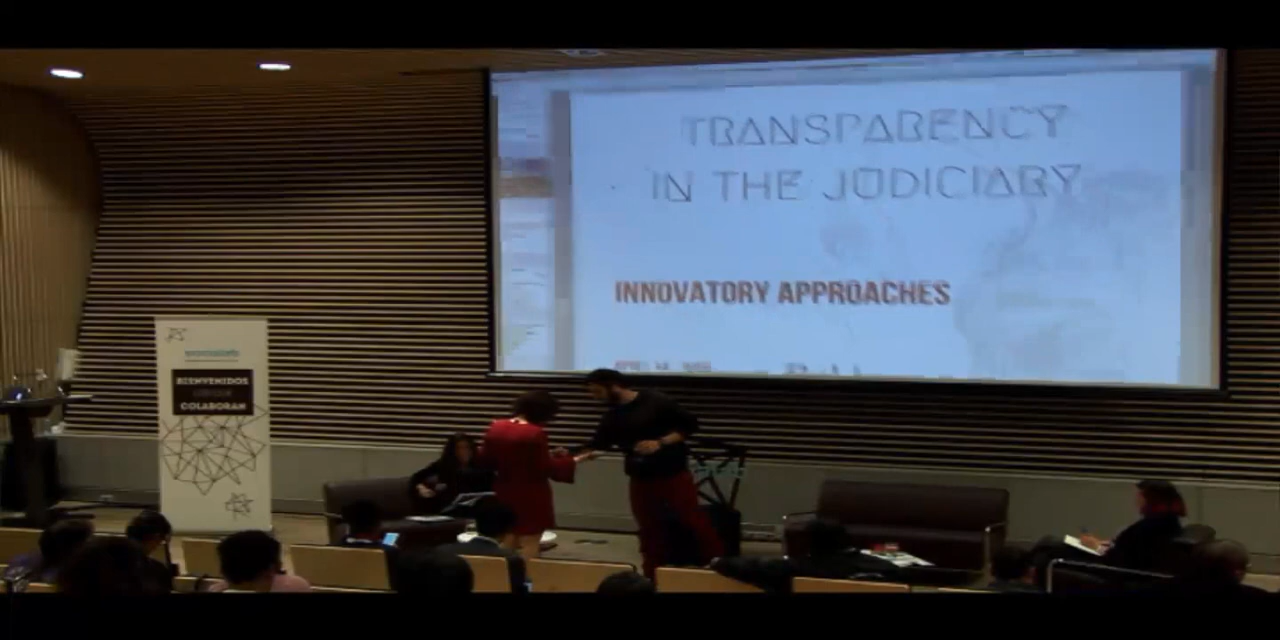 TRANSPARENCY
IN THE JUDICIARY
INNOVATORY APPROACHES
BIENVENIDOS
COLABORAN